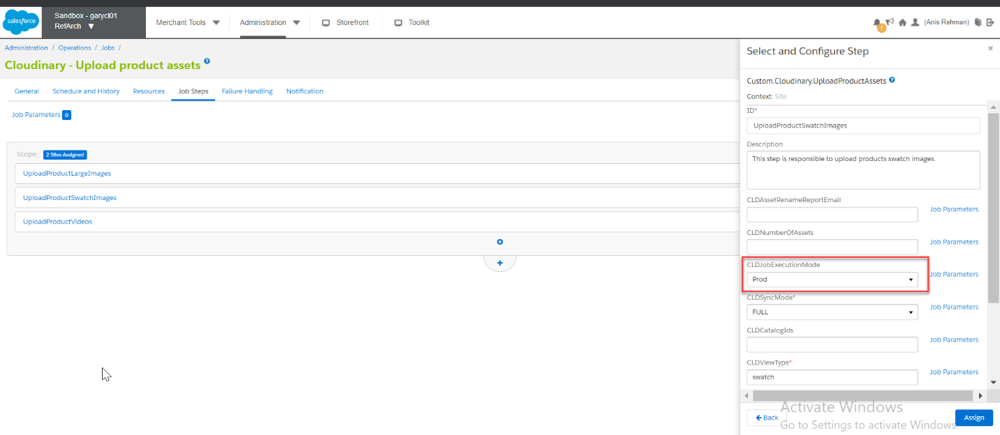 salesforce
Sandbox - garycl01
RefArch
Merchant Tools
Administration
Storefront
Toolkit
1
(Anis Rehman)
Administration / Operations / Jobs /
Cloudinary - Upload product assets ?
General
Schedule and History
Resources
Job Steps
Failure Handling
Notification
Job Parameters 0
Scope: 2 Sites Assigned
UploadProductLargeImages
UploadProductSwatchImages
UploadProductVideos
Select and Configure Step
×
Custom.Cloudinary.UploadProductAssets ?
Context: Site
ID*
UploadProductSwatchImages
Description
This step is responsible to upload products swatch images.
CLDAssetRenameReportEmail
Job Parameters
CLDNumberOfAssets
Job Parameters
CLDJobExecutionMode
Prod
Job Parameters
CLDSyncMode*
FULL
Job Parameters
CLDCatalogIds
Job Parameters
CLDViewType*
swatch
Job Parameters
Back
Assign
Activate Windows
Go to Settings to activate Windows.